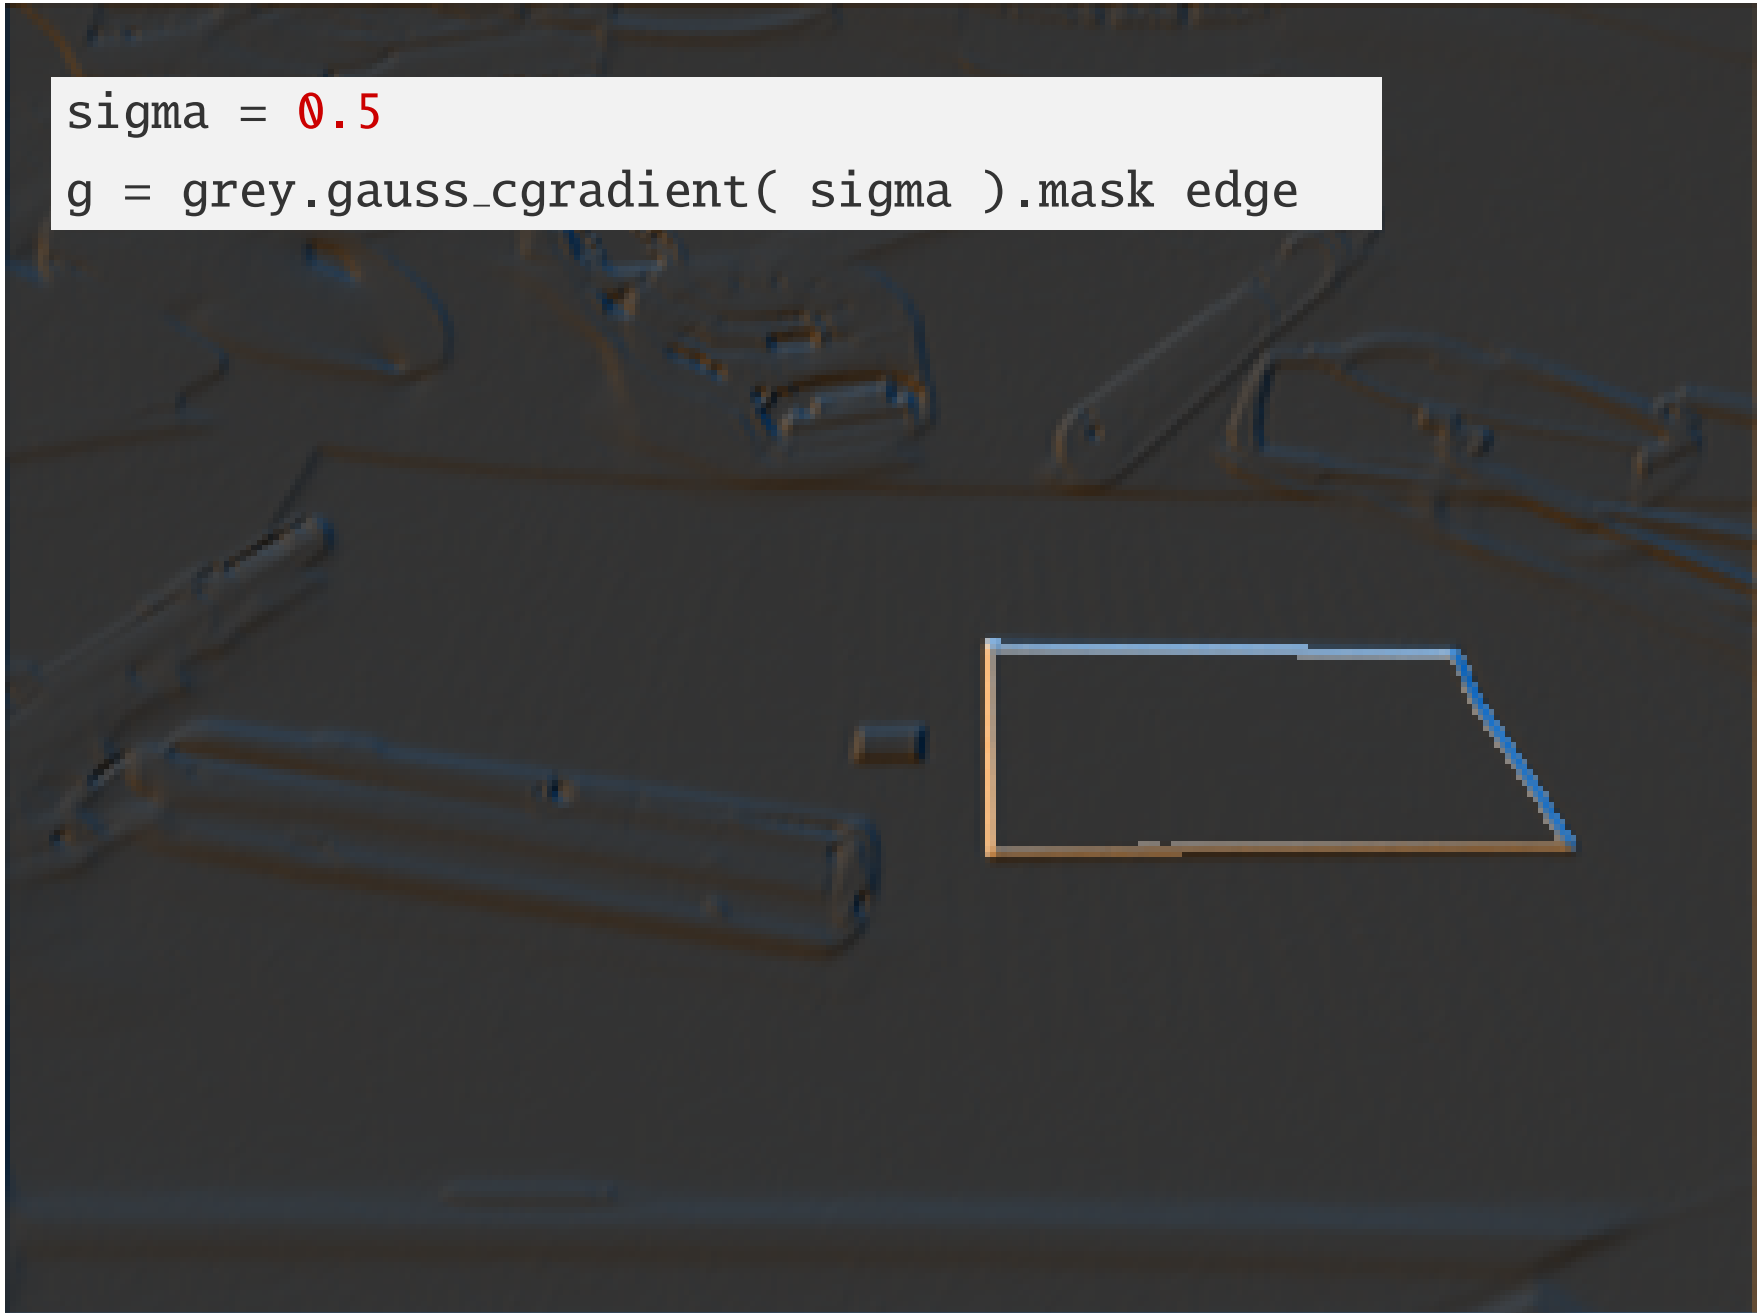 sigma = 0.5
g = grey.gauss_cgradient( sigma ).mask edge